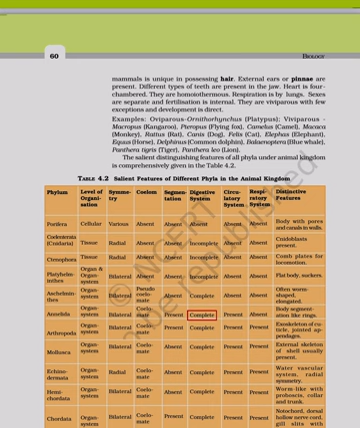 60
BIOLOGY
mammals is unique in possessing hair. External ears or pinnae are
present. Different types of teeth are present in the jaw. Heart is four-
chambered. They are homoiothermous. Respiration is by lungs. Sexes
are separate and fertilisation is internal. They are viviparous with few
exceptions and development is direct.
Examples: Oviparous-Ornithorhynchus (Platypus); Viviparous -
Macropus (Kangaroo), Pteropus (Flying fox), Camelus (Camel), Macaca
(Monkey), Rattus (Rat), Canis (Dog), Felis (Cat), Elephas (Elephant),
Equus (Horse), Delphinus (Common dolphin), Balaenoptera (Blue whale),
Panthera tigris (Tiger), Panthera leo (Lion).
The salient distinguishing features of all phyla under animal kingdom
is comprehensively given in the Table 4.2.
TABLE 4.2 Salient Features of Different Phyla in the Animal Kingdom
Phylum Level of Organi-sation Symme-try Coelom Segmen-tation Digestive System Circu-latory System Respi-ratory System Distinctive Features
Porifera Cellular Various Absent Absent Absent Absent Absent Body with pores and canals in walls.
Coelenterata (Cnidaria) Tissue Radial Absent Absent Incomplete Absent Absent Cnidoblasts present.
Ctenophora Tissue Radial Absent Absent Incomplete Absent Absent Comb plates for locomotion.
Platyhelm-inthes Organ & Organ-system Bilateral Absent Absent Incomplete Absent Absent Flat body, suckers.
Aschelmin-thes Organ-system Bilateral Pseudo coelo-mate Absent Complete Absent Absent Often worm-shaped, elongated.
Annelida Organ-system Bilateral Coelo-mate Present Complete Present Absent Body segment-ation like rings.
Arthropoda Organ-system Bilateral Coelo-mate Present Complete Present Present Exoskeleton of cu-ticle, jointed ap-pendages.
Mollusca Organ-system Bilateral Coelo-mate Absent Complete Present Present External skeleton of shell usually present.
Echino-dermata Organ-system Radial Coelo-mate Absent Complete Present Present Water vascular system, radial symmetry.
Hemi-chordata Organ-system Bilateral Coelo-mate Absent Complete Present Present Worm-like with proboscis, collar and trunk.
Chordata Organ-system Bilateral Coelo-mate Present Complete Present Present Notochord, dorsal hollow nerve cord, gill slits with